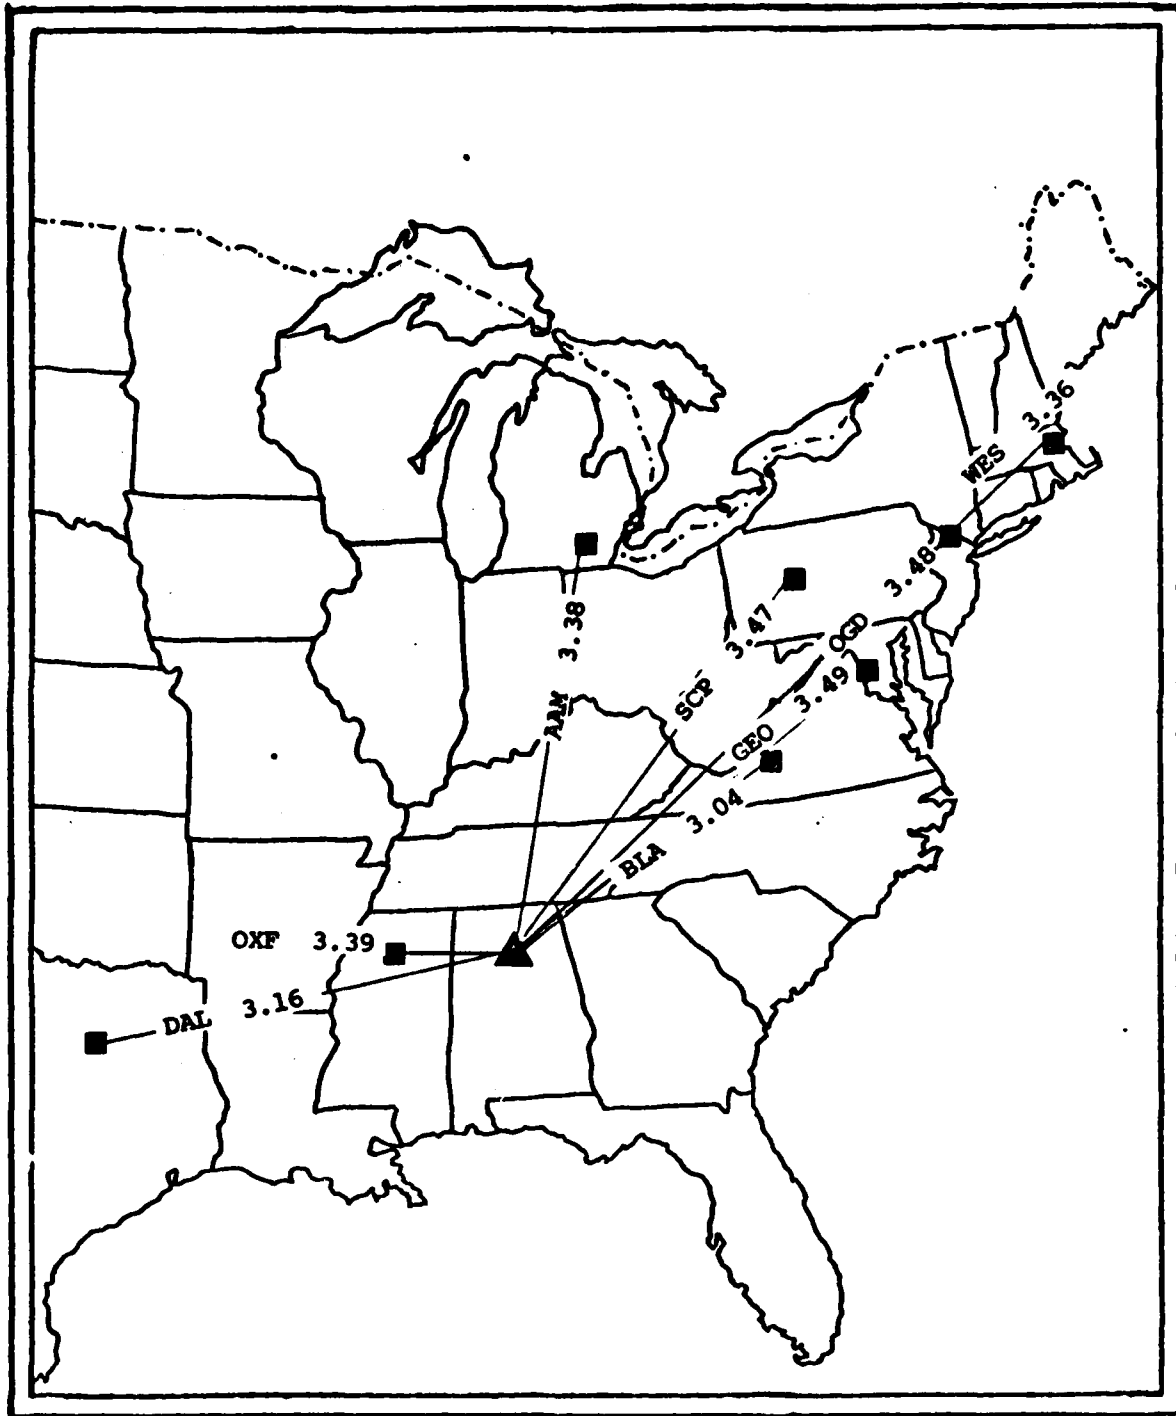 3.36
WES
3.48
3.38
OGD
3.47
3.49
SCP
AAM
GEO
3.04
BLA
OXF 3.39
3.16
DAL